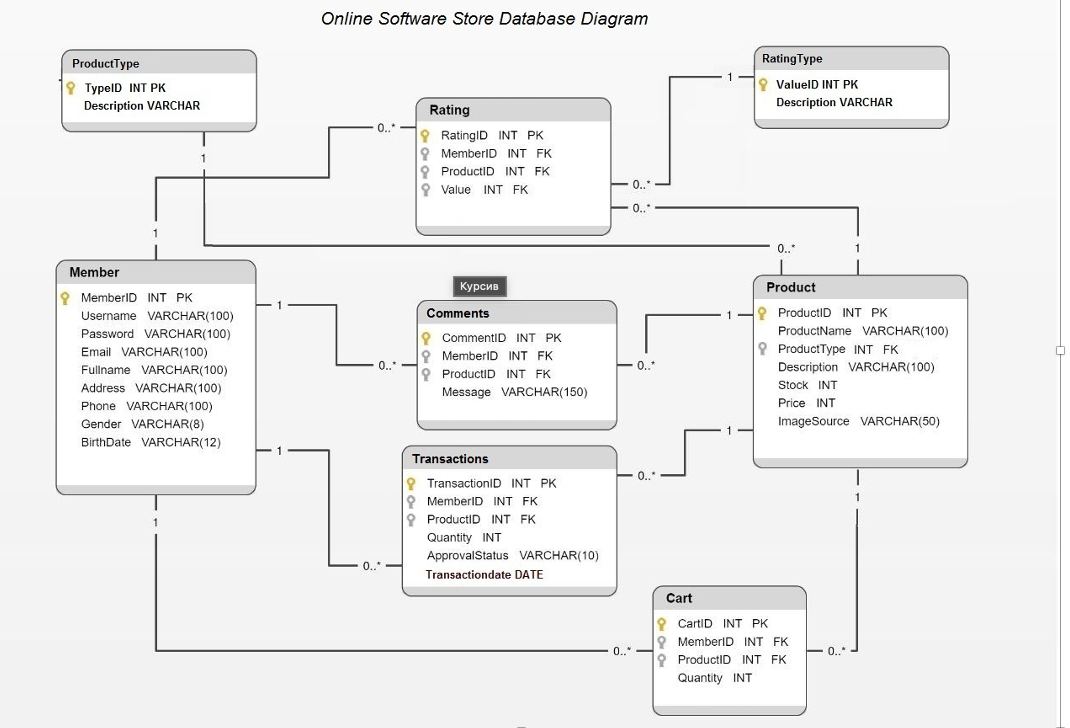 Online Software Store Database Diagram
ProductType
TypeID INT PK
Description VARCHAR
RatingType
ValueID INT PK
Description VARCHAR
Rating
RatingID INT PK
MemberID INT FK
ProductID INT FK
Value INT FK
1
0..*
1
0..*
0..*
1
0..*
1
Member
MemberID INT PK
Username VARCHAR(100)
Password VARCHAR(100)
Email VARCHAR(100)
Fullname VARCHAR(100)
Address VARCHAR(100)
Phone VARCHAR(100)
Gender VARCHAR(8)
BirthDate VARCHAR(12)
Курсив
Comments
CommentID INT PK
MemberID INT FK
ProductID INT FK
Message VARCHAR(150)
1
0..*
1
0..*
Product
ProductID INT PK
ProductName VARCHAR(100)
ProductType INT FK
Description VARCHAR(100)
Stock INT
Price INT
ImageSource VARCHAR(50)
Transactions
TransactionID INT PK
MemberID INT FK
ProductID INT FK
Quantity INT
ApprovalStatus VARCHAR(10)
Transactiondate DATE
1
0..*
1
0..*
Cart
CartID INT PK
MemberID INT FK
ProductID INT FK
Quantity INT
1
0..*
1
0..*